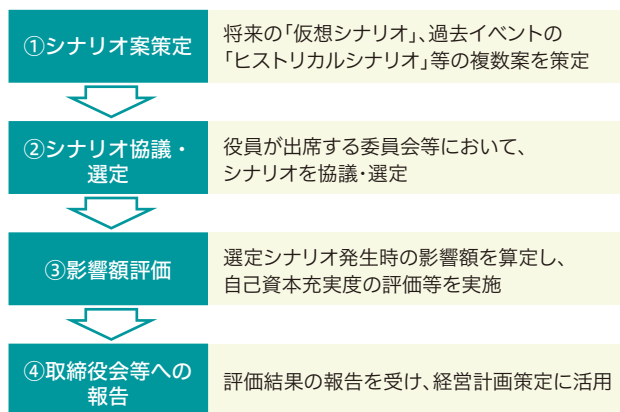 ①シナリオ案策定
将来の「仮想シナリオ」、過去イベントの
「ヒストリカルシナリオ」等の複数案を策定
②シナリオ協議・
選定
役員が出席する委員会等において、
シナリオを協議・選定
③影響額評価
選定シナリオ発生時の影響額を算定し、
自己資本充実度の評価等を実施
④取締役会等への
報告
評価結果の報告を受け、経営計画策定に活用